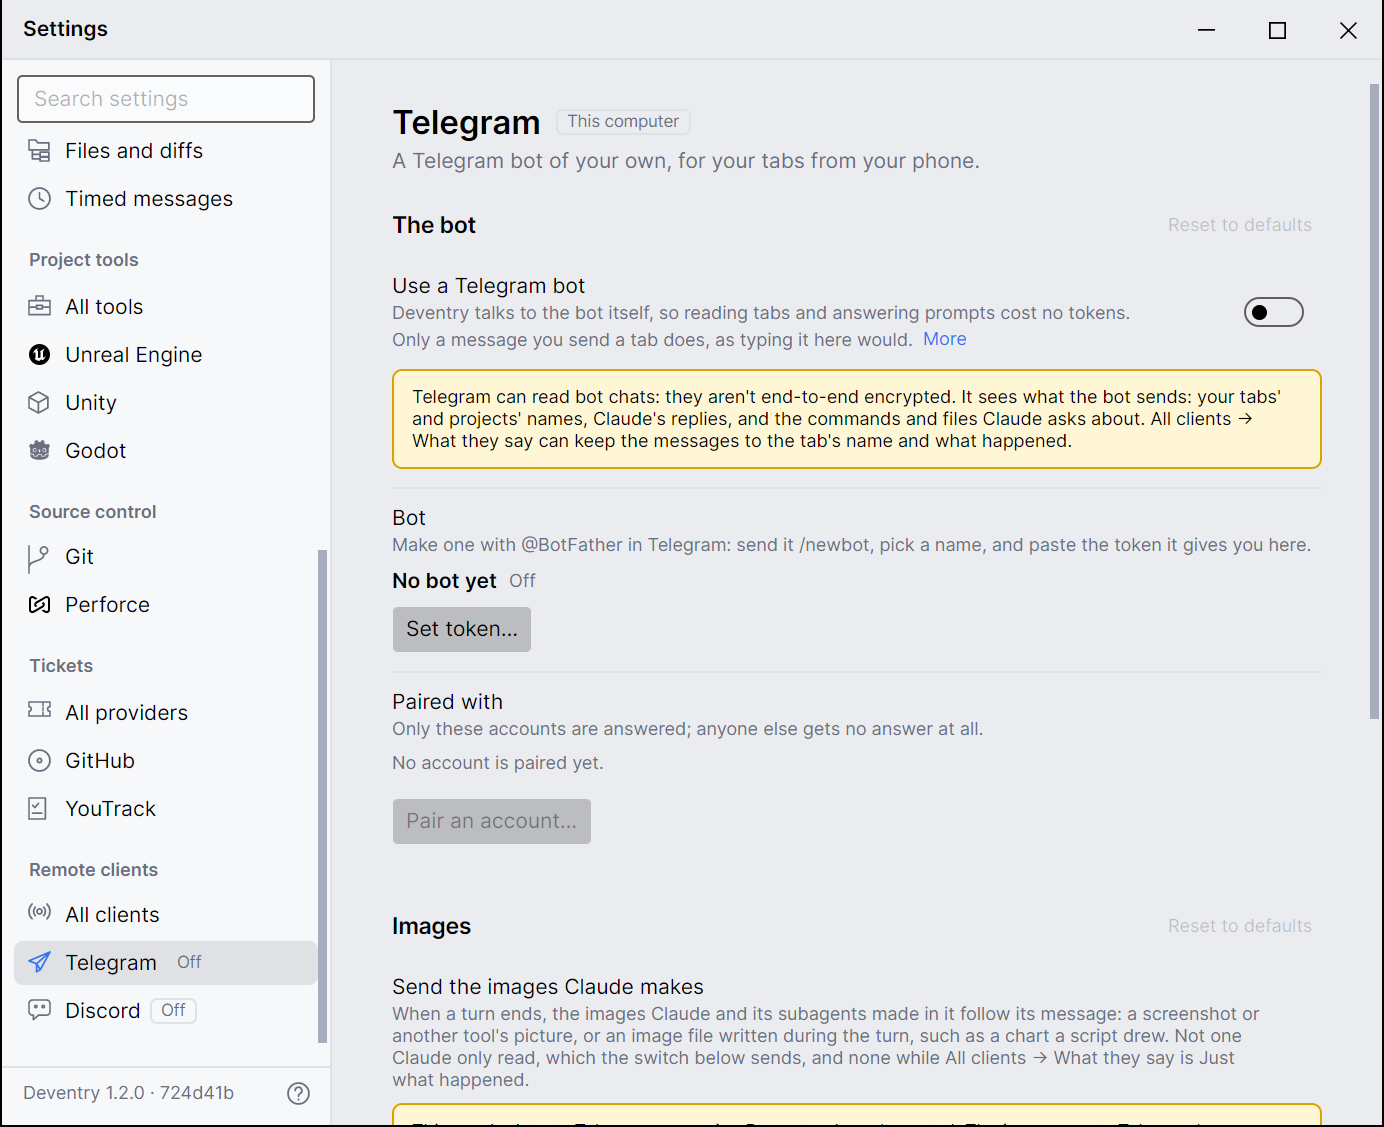 Settings
Search settings
Files and diffs
Timed messages
Project tools
All tools
Unreal Engine
Unity
Godot
Source control
Git
Perforce
Tickets
All providers
GitHub
YouTrack
Remote clients
All clients
Telegram Off
Discord Off
Deventry 1.2.0 · 724d41b
Telegram This computer
A Telegram bot of your own, for your tabs from your phone.
The bot Reset to defaults
Use a Telegram bot
Deventry talks to the bot itself, so reading tabs and answering prompts cost no tokens.
Only a message you send a tab does, as typing it here would. More
Telegram can read bot chats: they aren't end-to-end encrypted. It sees what the bot sends: your tabs'
and projects' names, Claude's replies, and the commands and files Claude asks about. All clients →
What they say can keep the messages to the tab's name and what happened.
Bot
Make one with @BotFather in Telegram: send it /newbot, pick a name, and paste the token it gives you here.
No bot yet Off
Set token...
Paired with
Only these accounts are answered; anyone else gets no answer at all.
No account is paired yet.
Pair an account...
Images Reset to defaults
Send the images Claude makes
When a turn ends, the images Claude and its subagents made in it follow its message: a screenshot or
another tool's picture, or an image file written during the turn, such as a chart a script drew. Not one
Claude only read, which the switch below sends, and none while All clients → What they say is Just
what happened.